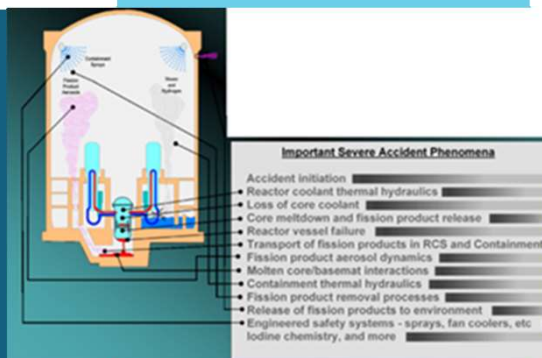 Containment
Sprays
Fission
Product
Aerosols
Steam
and
Hydrogen
Important Severe Accident Phenomena
Accident initiation
Reactor coolant thermal hydraulics
Loss of core coolant
Core meltdown and fission product release
Reactor vessel failure
Transport of fission products in RCS and Containment
Fission product aerosol dynamics
Molten core/basemat interactions
Containment thermal hydraulics
Fission product removal processes
Release of fission products to environment
Engineered safety systems - sprays, fan coolers, etc
Iodine chemistry, and more